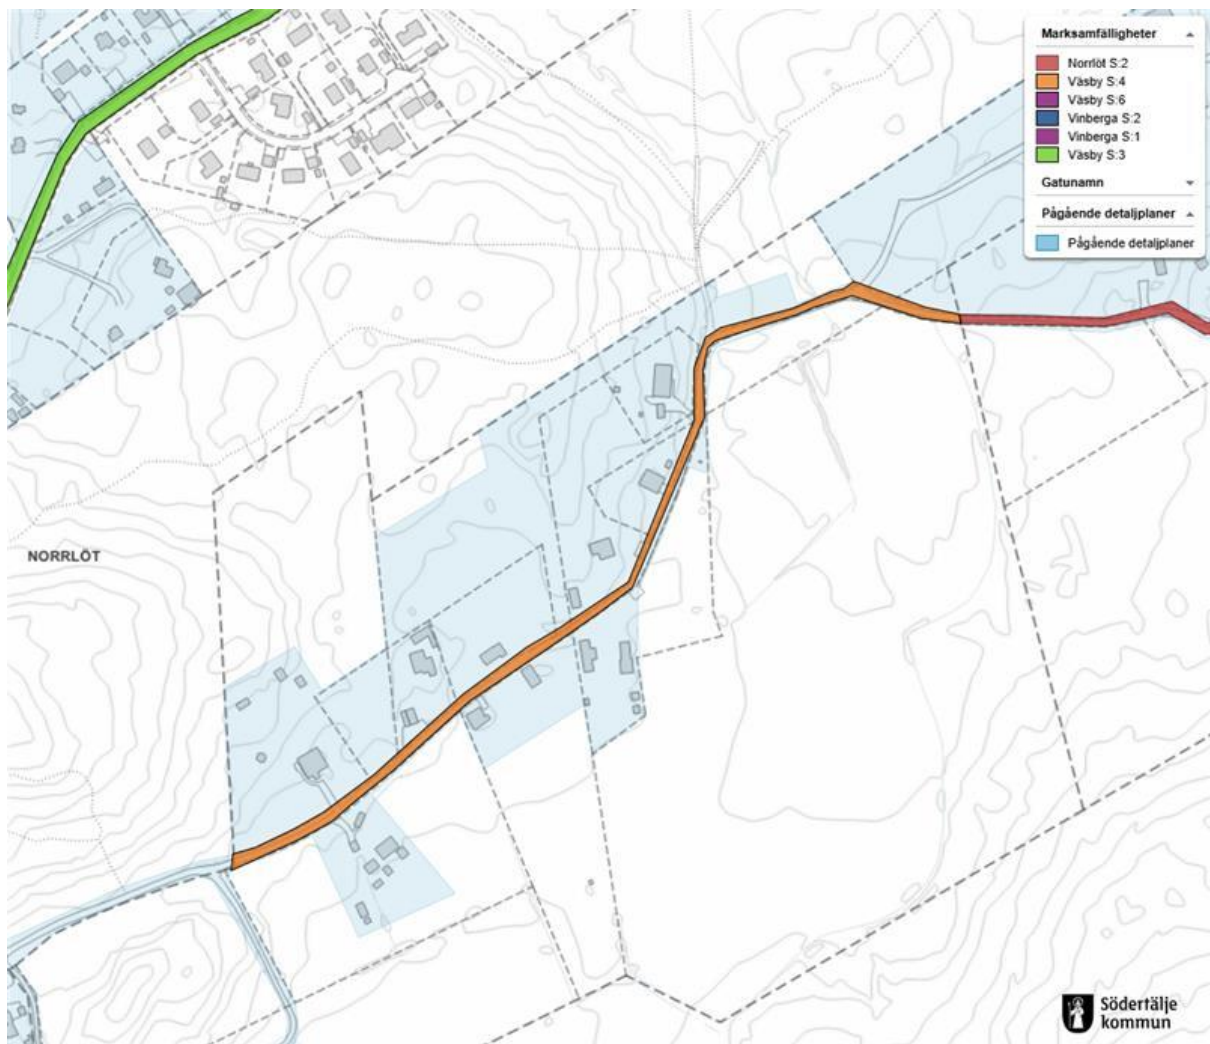 Marksamfälligheter
Norrlöt S:2
Väsby S:4
Väsby S:6
Vinberga S:2
Vinberga S:1
Väsby S:3
Gatunamn
Pågående detaljplaner
Pågående detaljplaner
NORRLÖT
Södertälje
kommun